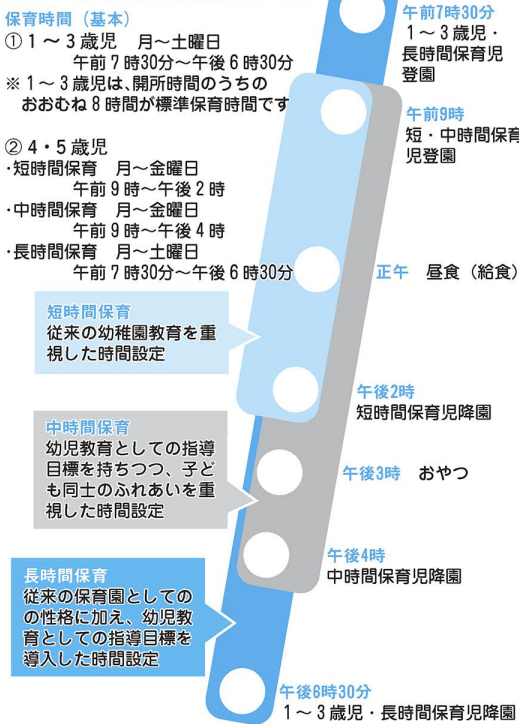 保育時間（基本）
①１～３歳児　月～土曜日
午前７時30分～午後６時30分
※１～３歳児は、開所時間のうちの
おおむね８時間が標準保育時間です
②４・５歳児
・短時間保育　月～金曜日
午前９時～午後２時
・中時間保育　月～金曜日
午前９時～午後４時
・長時間保育　月～土曜日
午前７時30分～午後６時30分
短時間保育
従来の幼稚園教育を重
視した時間設定
中時間保育
幼児教育としての指導
目標を持ちつつ、子ど
も同士のふれあいを重
視した時間設定
長時間保育
従来の保育園としての
の性格に加え、幼児教
育としての指導目標を
導入した時間設定
午前7時30分
１～３歳児・
長時間保育児
登園
午前9時
短・中時間保育
児登園
正午　昼食（給食）
午後2時
短時間保育児降園
午後3時　おやつ
午後4時
中時間保育児降園
午後6時30分
１～３歳児・長時間保育児降園